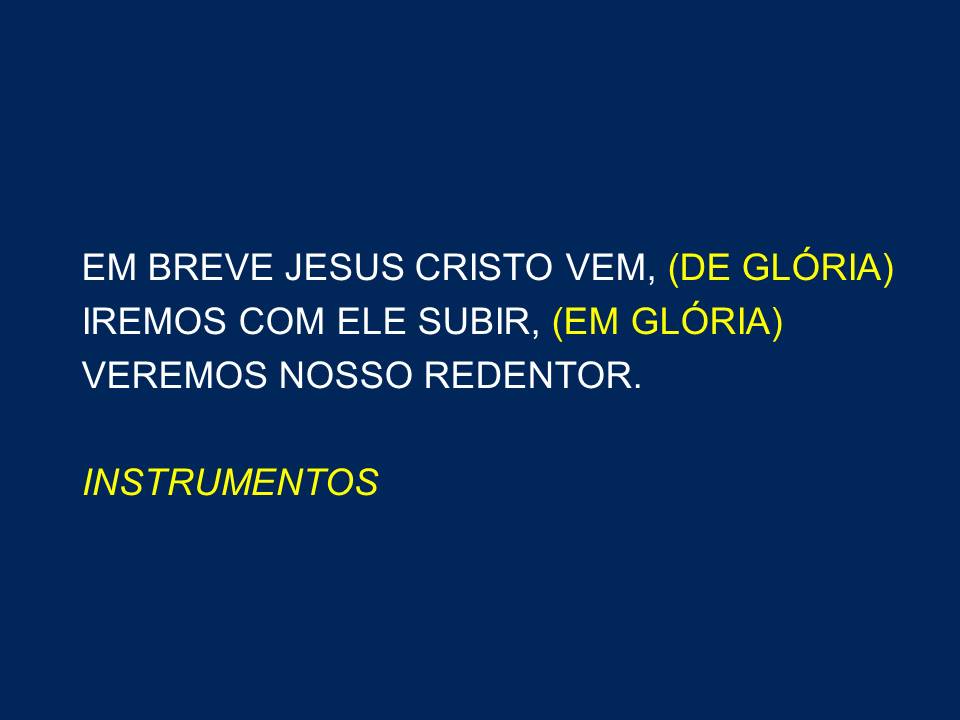 EM BREVE JESUS CRISTO VEM, (DE GLÓRIA)
IREMOS COM ELE SUBIR, (EM GLÓRIA)
VEREMOS NOSSO REDENTOR.
INSTRUMENTOS